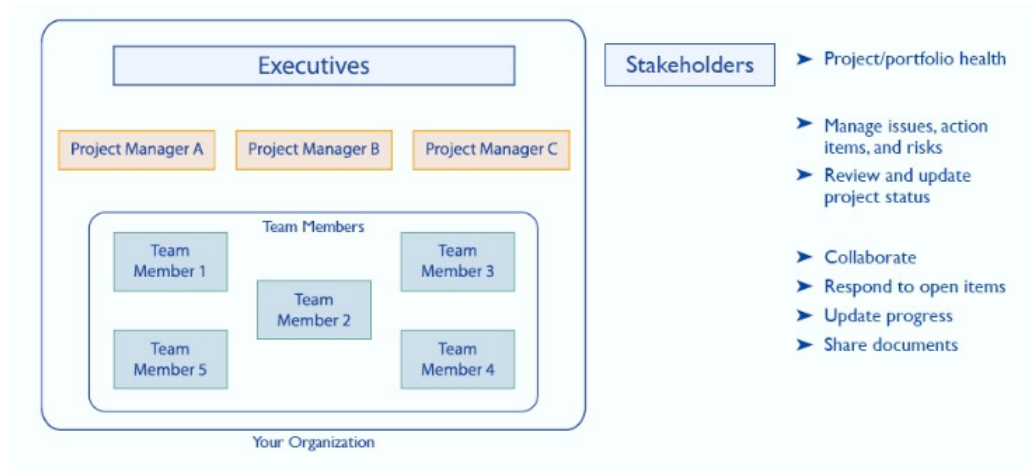 Executives
Stakeholders
➤ Project/portfolio health
Project Manager A
Project Manager B
Project Manager C
➤ Manage issues, action
items, and risks
➤ Review and update
project status
Team Members
Team
Member 1
Team
Member 2
Team
Member 3
Team
Member 5
Team
Member 4
➤ Collaborate
➤ Respond to open items
➤ Update progress
➤ Share documents
Your Organization